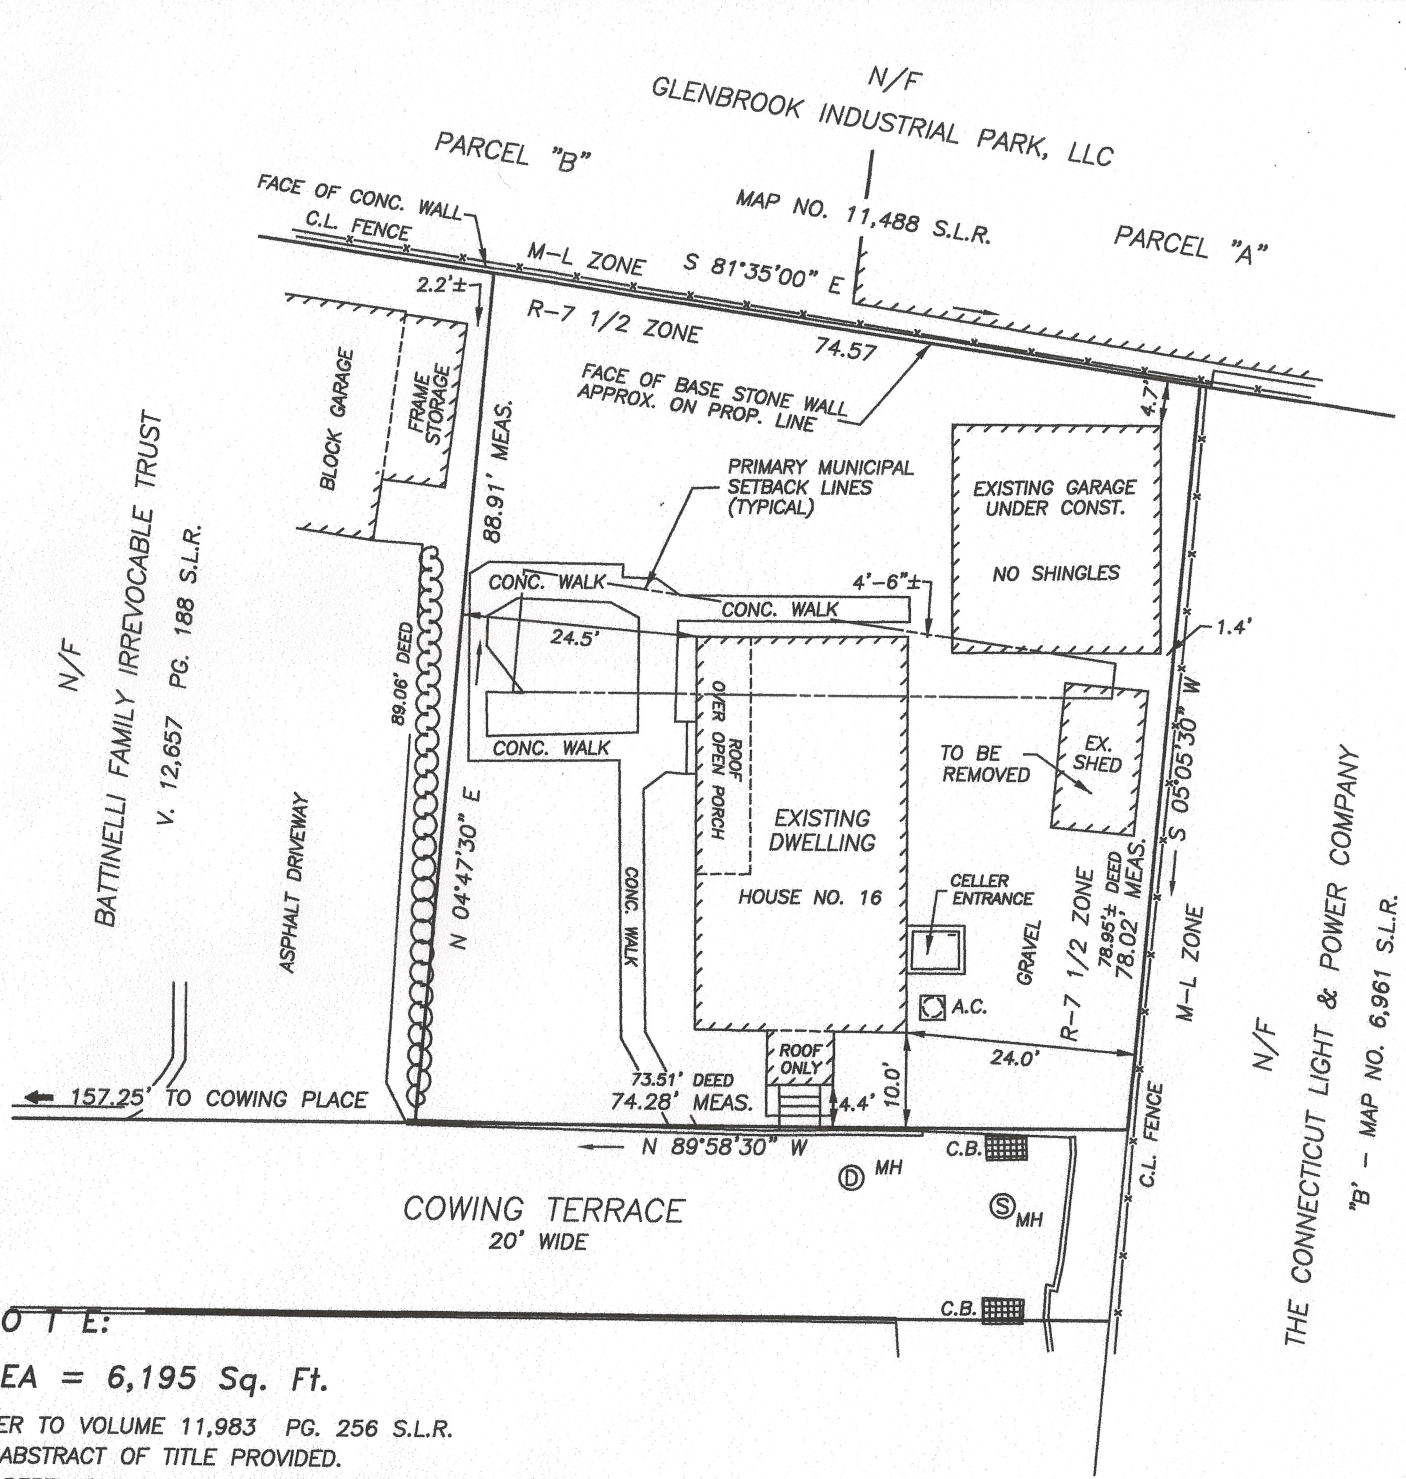 N/F
GLENBROOK INDUSTRIAL PARK, LLC
PARCEL "B"
MAP NO. 11,488 S.L.R.
PARCEL "A"
FACE OF CONC. WALL
C.L. FENCE
M-L ZONE
S 81°35'00" E
2.2'±
R-7 1/2 ZONE
74.57
FACE OF BASE STONE WALL
APPROX. ON PROP. LINE
4.7'
BLOCK GARAGE
FRAME
STORAGE
88.91' MEAS.
PRIMARY MUNICIPAL
SETBACK LINES
(TYPICAL)
EXISTING GARAGE
UNDER CONST.
NO SHINGLES
N/F
BATTINELLI FAMILY IRREVOCABLE TRUST
V. 12,657 PG. 188 S.L.R.
CONC. WALK
CONC. WALK
4'-6"±
1.4'
24.5'
89.06' DEED
CONC. WALK
ROOF
OVER OPEN PORCH
TO BE
REMOVED
EX.
SHED
S 05°05'30" W
ASPHALT DRIVEWAY
N 04°47'30" E
CONC. WALK
EXISTING
DWELLING
HOUSE NO. 16
CELLER
ENTRANCE
GRAVEL
A.C.
R-7 1/2 ZONE
78.95'± DEED
78.02' MEAS.
M-L ZONE
N/F
THE CONNECTICUT LIGHT & POWER COMPANY
"B' - MAP NO. 6,961 S.L.R.
ROOF
ONLY
24.0'
10.0'
4.4'
73.51' DEED
74.28' MEAS.
157.25' TO COWING PLACE
N 89°58'30" W
C.B.
D
MH
S
MH
C.L. FENCE
COWING TERRACE
20' WIDE
C.B.
O T E:
EA = 6,195 Sq. Ft.
ER TO VOLUME 11,983 PG. 256 S.L.R.
ABSTRACT OF TITLE PROVIDED.